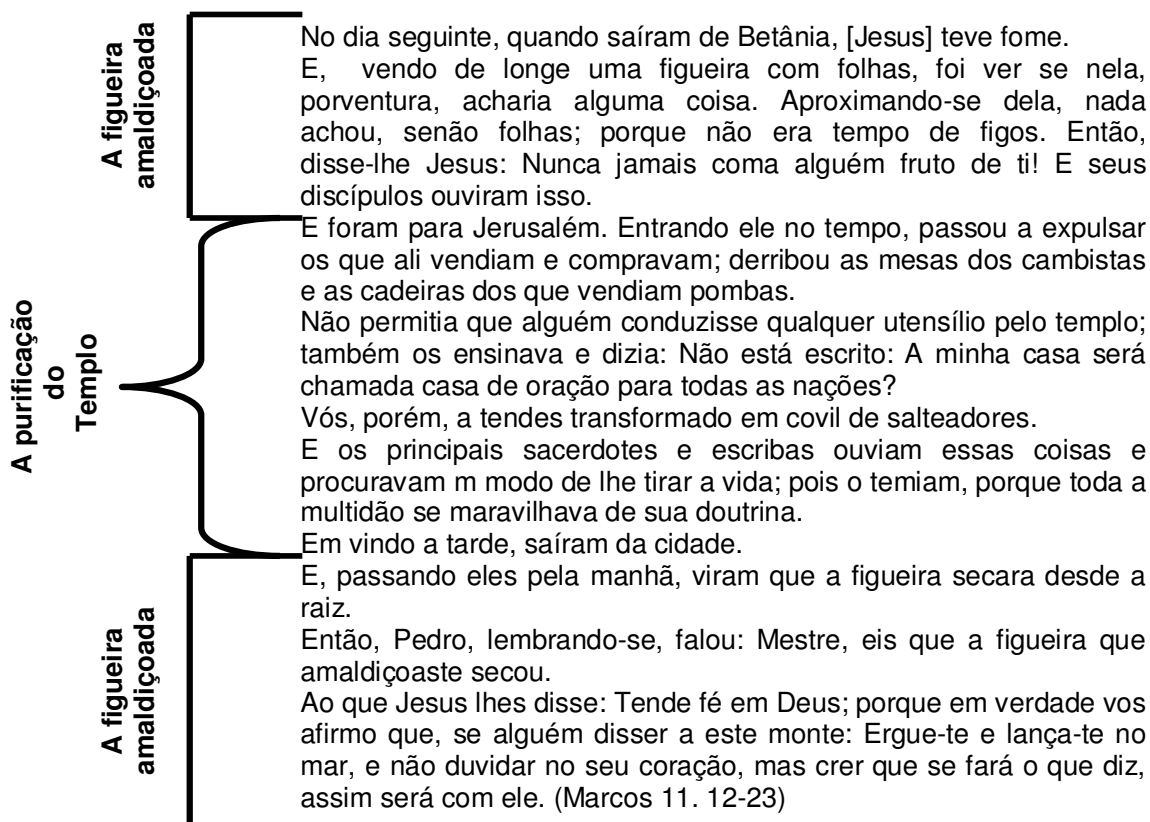 A figueira
amaldiçoada
No dia seguinte, quando saíram de Betânia, [Jesus] teve fome.
E, vendo de longe uma figueira com folhas, foi ver se nela,
porventura, acharia alguma coisa. Aproximando-se dela, nada
achou, senão folhas; porque não era tempo de figos. Então,
disse-lhe Jesus: Nunca jamais coma alguém fruto de ti! E seus
discípulos ouviram isso.
A purificação
do
Templo
E foram para Jerusalém. Entrando ele no tempo, passou a expulsar
os que ali vendiam e compravam; derribou as mesas dos cambistas
e as cadeiras dos que vendiam pombas.
Não permitia que alguém conduzisse qualquer utensílio pelo templo;
também os ensinava e dizia: Não está escrito: A minha casa será
chamada casa de oração para todas as nações?
Vós, porém, a tendes transformado em covil de salteadores.
E os principais sacerdotes e escribas ouviam essas coisas e
procuravam m modo de lhe tirar a vida; pois o temiam, porque toda a
multidão se maravilhava de sua doutrina.
Em vindo a tarde, saíram da cidade.
A figueira
amaldiçoada
E, passando eles pela manhã, viram que a figueira secara desde a
raiz.
Então, Pedro, lembrando-se, falou: Mestre, eis que a figueira que
amaldiçoaste secou.
Ao que Jesus lhes disse: Tende fé em Deus; porque em verdade vos
afirmo que, se alguém disser a este monte: Ergue-te e lança-te no
mar, e não duvidar no seu coração, mas crer que se fará o que diz,
assim será com ele. (Marcos 11. 12-23)